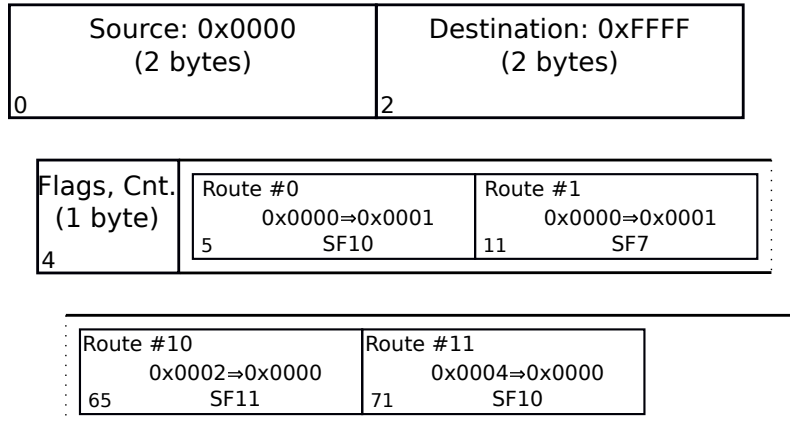 Source: 0x0000 Destination: 0xFFFF
(2 bytes) (2 bytes)
0 2
Flags, Cnt. Route #0 Route #1
(1 byte) 0x0000⇒0x0001 0x0000⇒0x0001
4 5 SF10 11 SF7
Route #10 Route #11
0x0002⇒0x0000 0x0004⇒0x0000
65 SF11 71 SF10